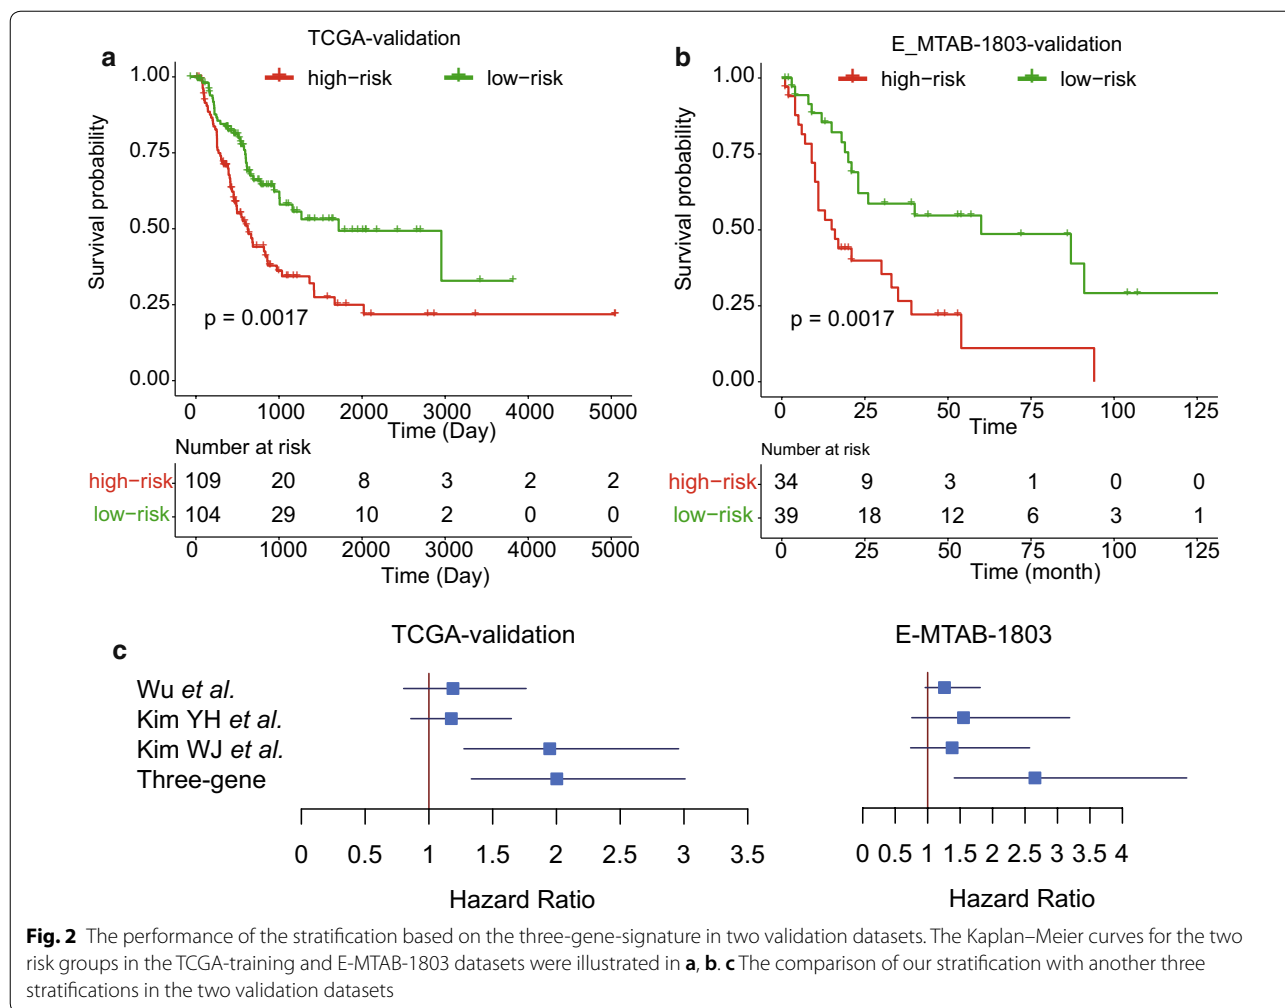 a
TCGA-validation
high−risk low−risk
Survival probability
1.00
0.75
0.50
0.25
0.00
p = 0.0017
0 1000 2000 3000 4000 5000
Time (Day)
Number at risk
high−risk 109 20 8 3 2 2
low−risk 104 29 10 2 0 0
0 1000 2000 3000 4000 5000
Time (Day)
b
E_MTAB-1803-validation
high−risk low−risk
Survival probability
1.00
0.75
0.50
0.25
0.00
p = 0.0017
0 25 50 75 100 125
Time
Number at risk
high−risk 34 9 3 1 0 0
low−risk 39 18 12 6 3 1
0 25 50 75 100 125
Time (month)
c
TCGA-validation
Wu et al.
Kim YH et al.
Kim WJ et al.
Three-gene
0 0.5 1 1.5 2 2.5 3 3.5
Hazard Ratio
E-MTAB-1803
0 0.5 1 1.5 2 2.5 3 3.5 4
Hazard Ratio
Fig. 2 The performance of the stratification based on the three-gene-signature in two validation datasets. The Kaplan–Meier curves for the two
risk groups in the TCGA-training and E-MTAB-1803 datasets were illustrated in a, b. c The comparison of our stratification with another three
stratifications in the two validation datasets